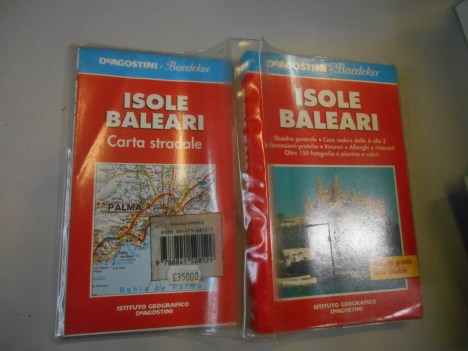 DeAGOSTINI - Baedeker
ISOLE
BALEARI
Carta stradale
PALMA
£35000
Bahia de Palma
ISTITUTO GEOGRAFICO
DeAGOSTINI
DeAGOSTINI - Baedeker
ISOLE
BALEARI
Quadro generale • Cosa vedere dalla A alla Z
Informazioni pratiche • Itinerari • Alberghi e ristoranti
Oltre 150 fotografie e piantine a colori
ISTITUTO GEOGRAFICO
DeAGOSTINI